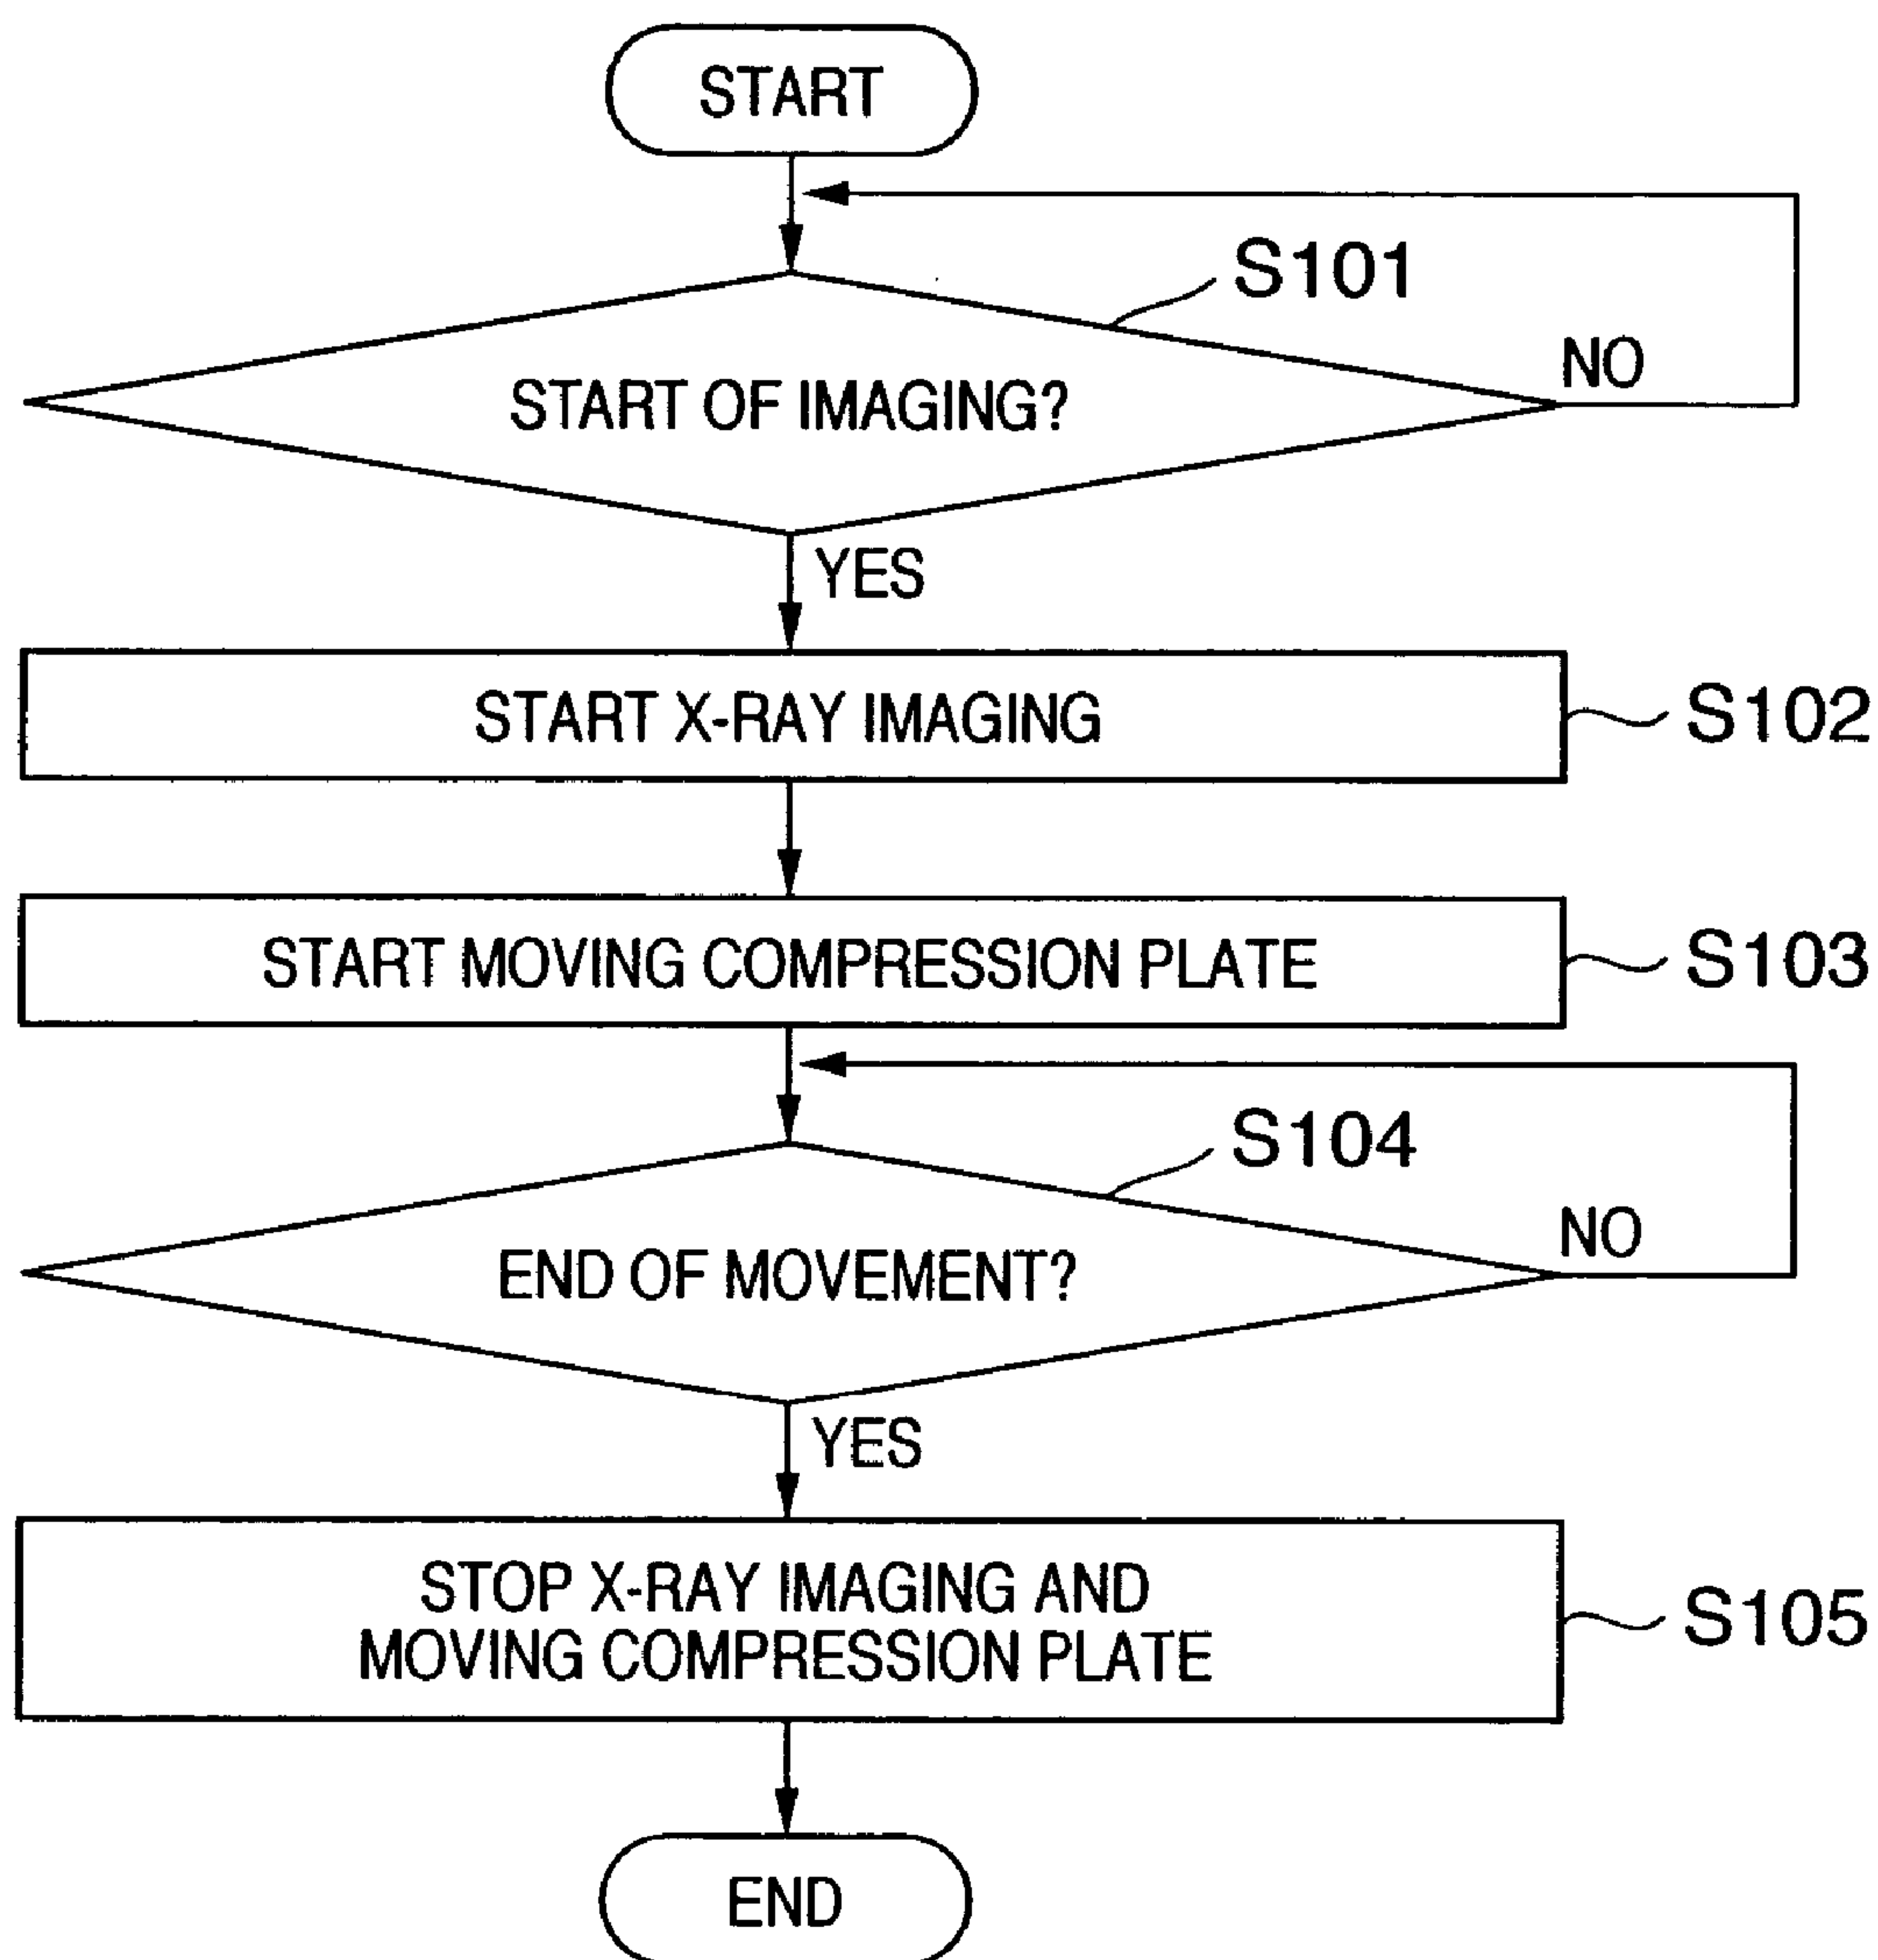 START
S101
START OF IMAGING?
NO
YES
START X-RAY IMAGING
S102
START MOVING COMPRESSION PLATE
S103
S104
END OF MOVEMENT?
NO
YES
STOP X-RAY IMAGING AND
MOVING COMPRESSION PLATE
S105
END